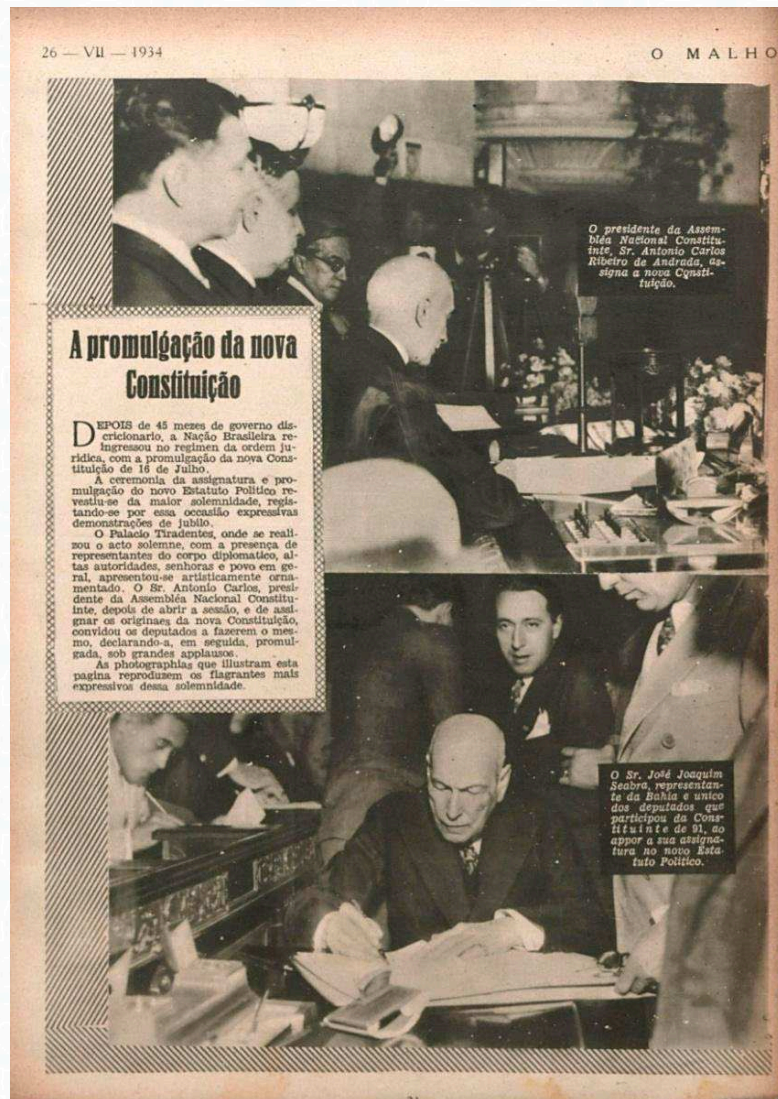 26 — VII — 1934
O MALHO
O presidente da Assem-
bléa Nacional Constitu-
inte, Sr. Antonio Carlos
Ribeiro de Andrada, as-
signa a nova Consti-
tuição.
A promulgação da nova
Constituição
DEPOIS de 45 mezes de governo dis-
cricionario, a Nação Brasileira re-
ingressou no regimen da ordem ju-
ridica, com a promulgação da nova Cons-
tituição de 16 de Julho.
A ceremonia da assignatura e pro-
mulgação do novo Estatuto Politico re-
vestiu-se da maior solemnidade, regis-
tando-se por essa occasião expressivas
demonstrações de jubilo.
O Palacio Tiradentes, onde se reali-
zou o acto solemne, com a presença de
representantes do corpo diplomatico, al-
tas autoridades, senhoras e povo em ge-
ral, apresentou-se artisticamente orna-
mentado. O Sr. Antonio Carlos, presi-
dente da Assembléa Nacional Constitu-
inte, depois de abrir a sessão, e de assi-
gnar os originaes da nova Constituição,
convidou os deputados a fazerem o mes-
mo, declarando-a, em seguida, promul-
gada, sob grandes applausos.
As photographias que illustram esta
pagina reproduzem os flagrantes mais
expressivos dessa solemnidade.
O Sr. José Joaquim
Seabra, representan-
te da Bahia e unico
dos deputados que
participou da Cons-
tituinte de 91, ao
appor a sua assigna-
tura no novo Esta-
tuto Politico.